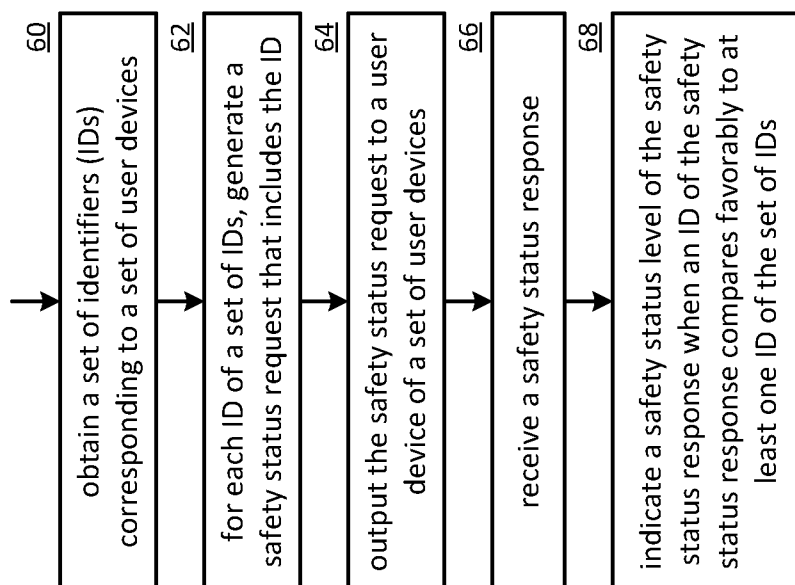 60
obtain a set of identifiers (IDs)
corresponding to a set of user devices
62
for each ID of a set of IDs, generate a
safety status request that includes the ID
64
output the safety status request to a user
device of a set of user devices
66
receive a safety status response
68
indicate a safety status level of the safety
status response when an ID of the safety
status response compares favorably to at
least one ID of the set of IDs